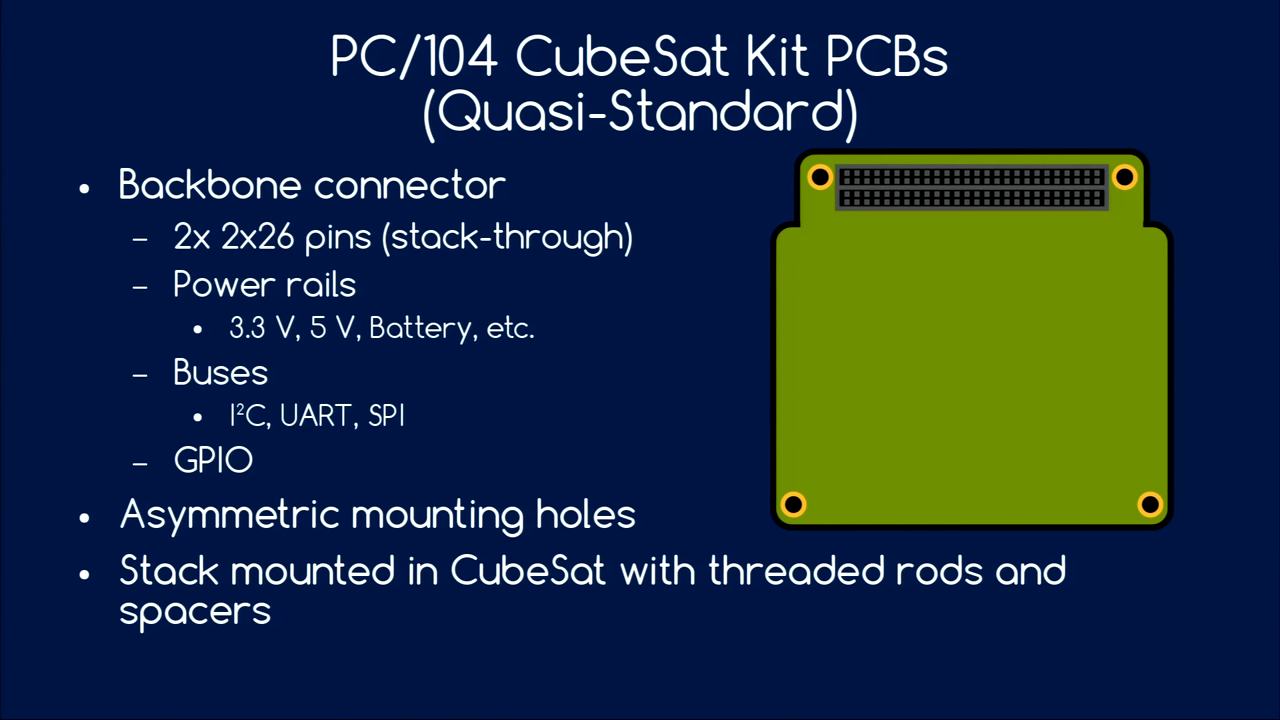 PC/104 CubeSat Kit PCBs
(Quasi-Standard)
• Backbone connector
– 2x 2x26 pins (stack-through)
– Power rails
• 3.3 V, 5 V, Battery, etc.
– Buses
• I²C, UART, SPI
– GPIO
• Asymmetric mounting holes
• Stack mounted in CubeSat with threaded rods and
spacers